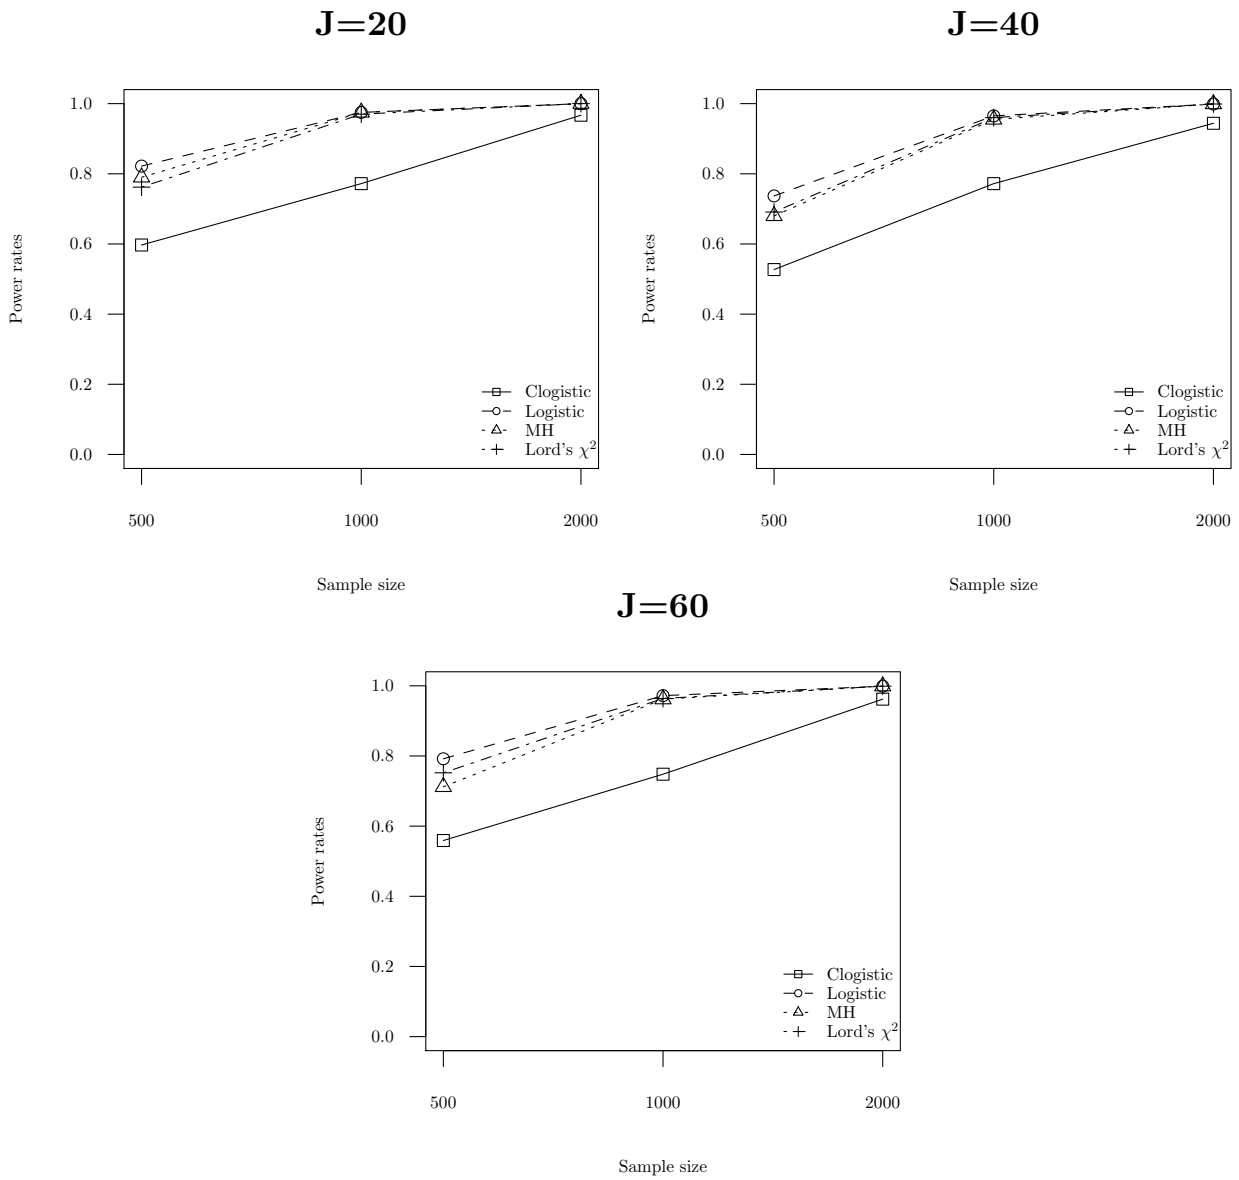 J=20
Power rates
1.0
0.8
0.6
0.4
0.2
0.0
Clogistic
Logistic
MH
Lord's χ²
500 1000 2000
Sample size
J=40
Power rates
1.0
0.8
0.6
0.4
0.2
0.0
Clogistic
Logistic
MH
Lord's χ²
500 1000 2000
Sample size
J=60
Power rates
1.0
0.8
0.6
0.4
0.2
0.0
Clogistic
Logistic
MH
Lord's χ²
500 1000 2000
Sample size